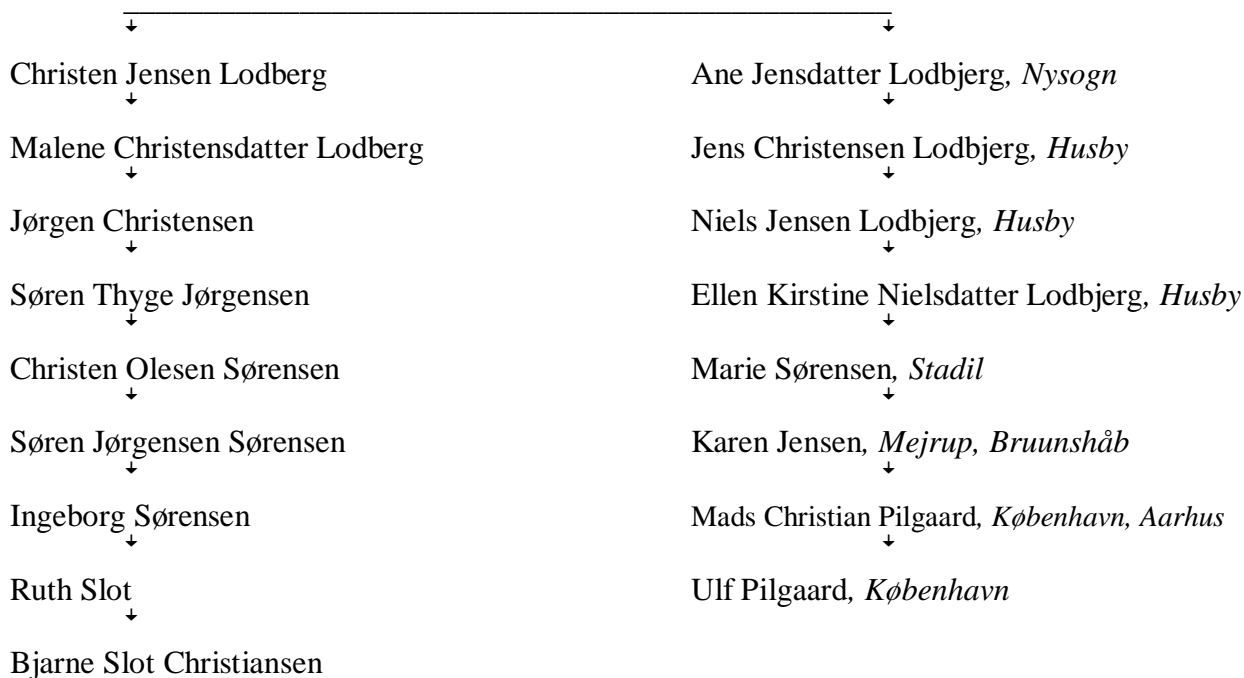 Christen Jensen Lodberg
Ane Jensdatter Lodbjerg, Nysogn
Malene Christensdatter Lodberg
Jens Christensen Lodbjerg, Husby
Jørgen Christensen
Niels Jensen Lodbjerg, Husby
Søren Thyge Jørgensen
Ellen Kirstine Nielsdatter Lodbjerg, Husby
Christen Olesen Sørensen
Marie Sørensen, Stadil
Søren Jørgensen Sørensen
Karen Jensen, Mejrup, Bruunshåb
Ingeborg Sørensen
Mads Christian Pilgaard, København, Aarhus
Ruth Slot
Ulf Pilgaard, København
Bjarne Slot Christiansen